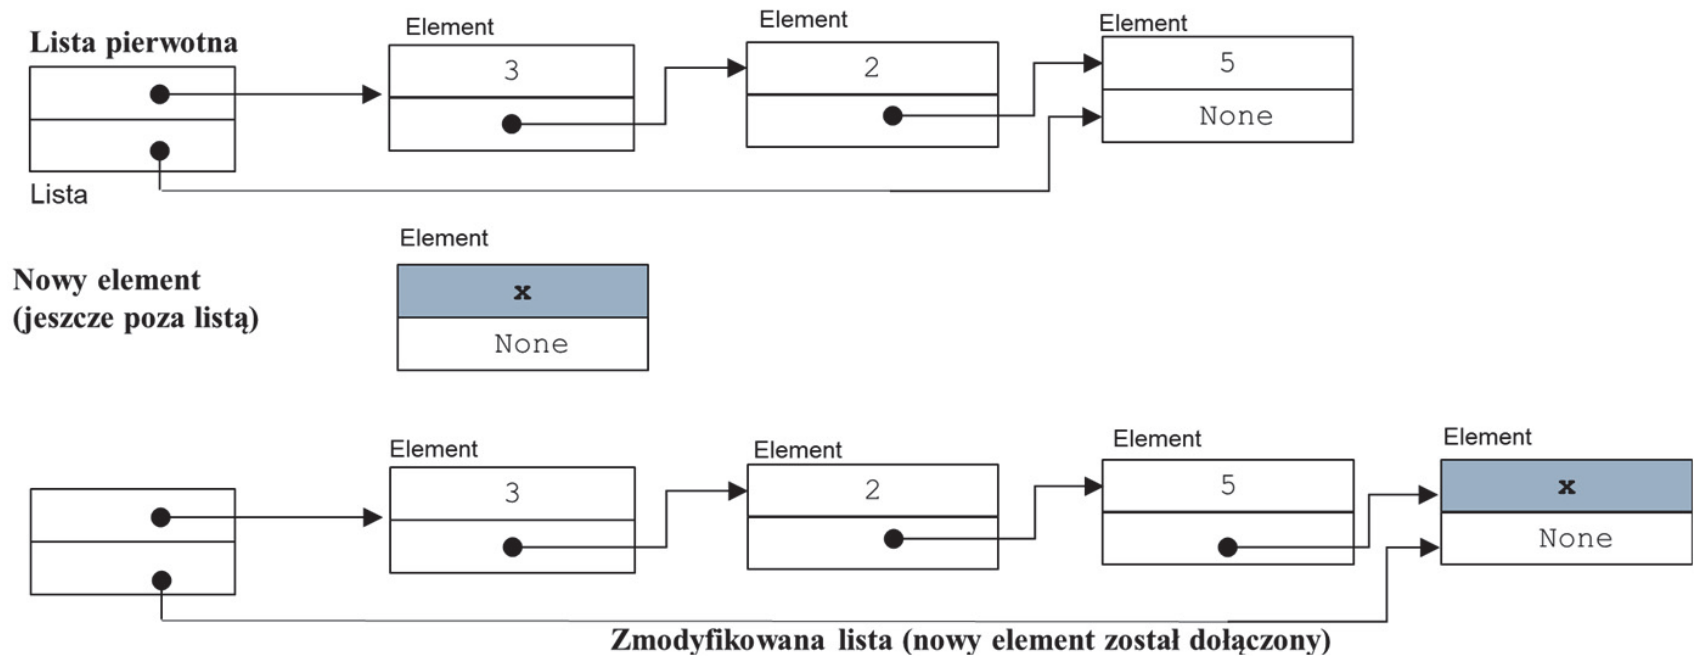 Lista pierwotna
Element
Element
Element
3
2
5
None
Lista
Element
Nowy element
(jeszcze poza listą)
x
None
Element
Element
Element
Element
3
2
5
x
None
Zmodyfikowana lista (nowy element został dołączony)